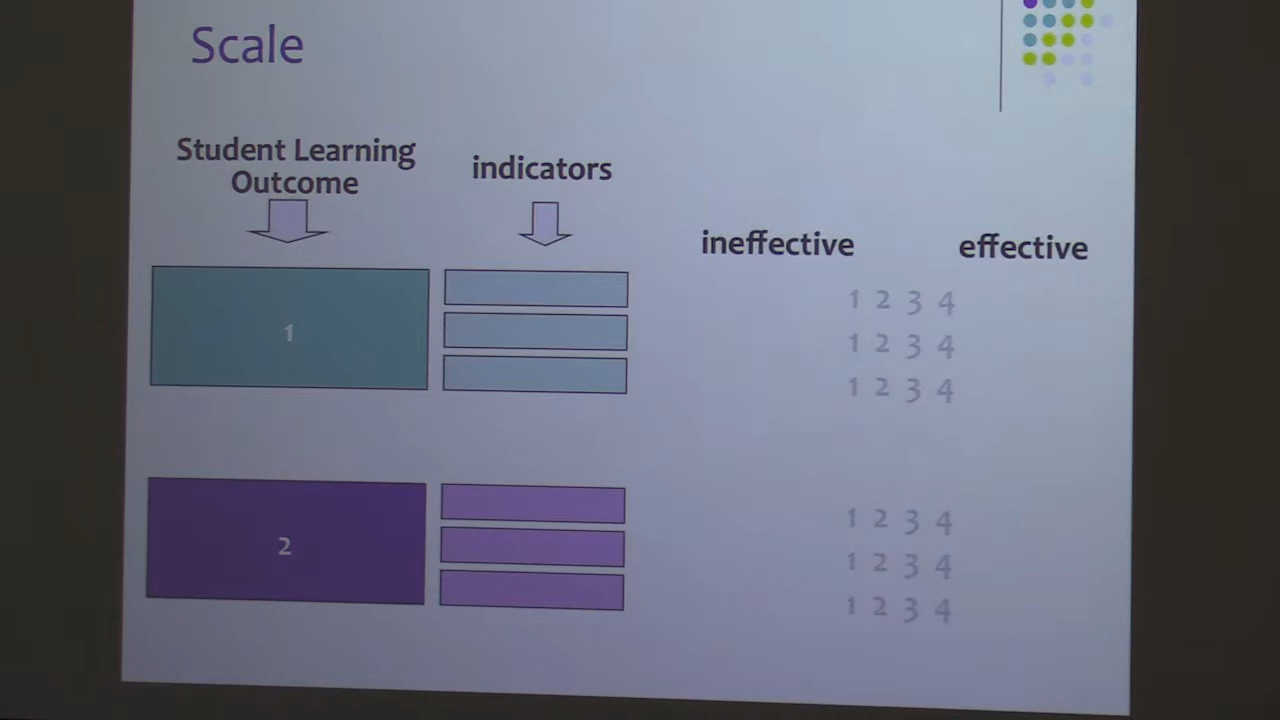 Scale
Student Learning
Outcome
indicators
ineffective
effective
1
1 2 3 4
1 2 3 4
1 2 3 4
2
1 2 3 4
1 2 3 4
1 2 3 4